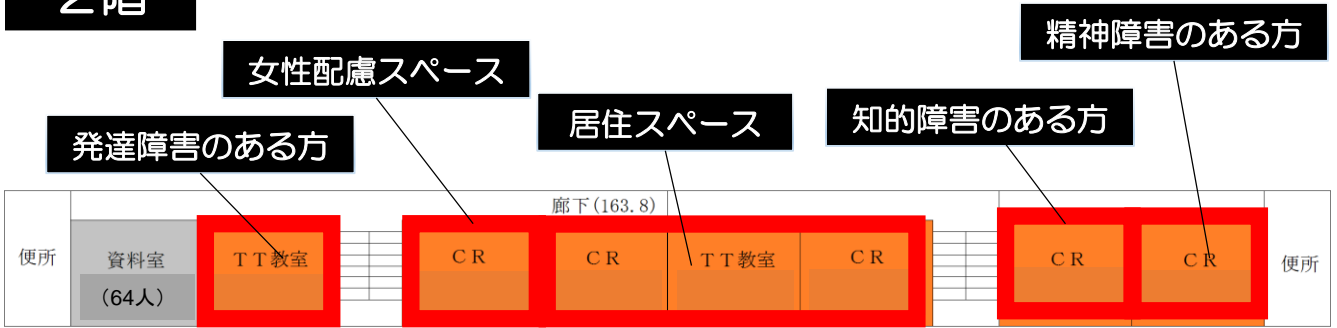 2階
精神障害のある方
女性配慮スペース
知的障害のある方
居住スペース
発達障害のある方
廊下(163.8)
便所
資料室
(64人)
TT教室
CR
CR
TT教室
CR
CR
CR
便所